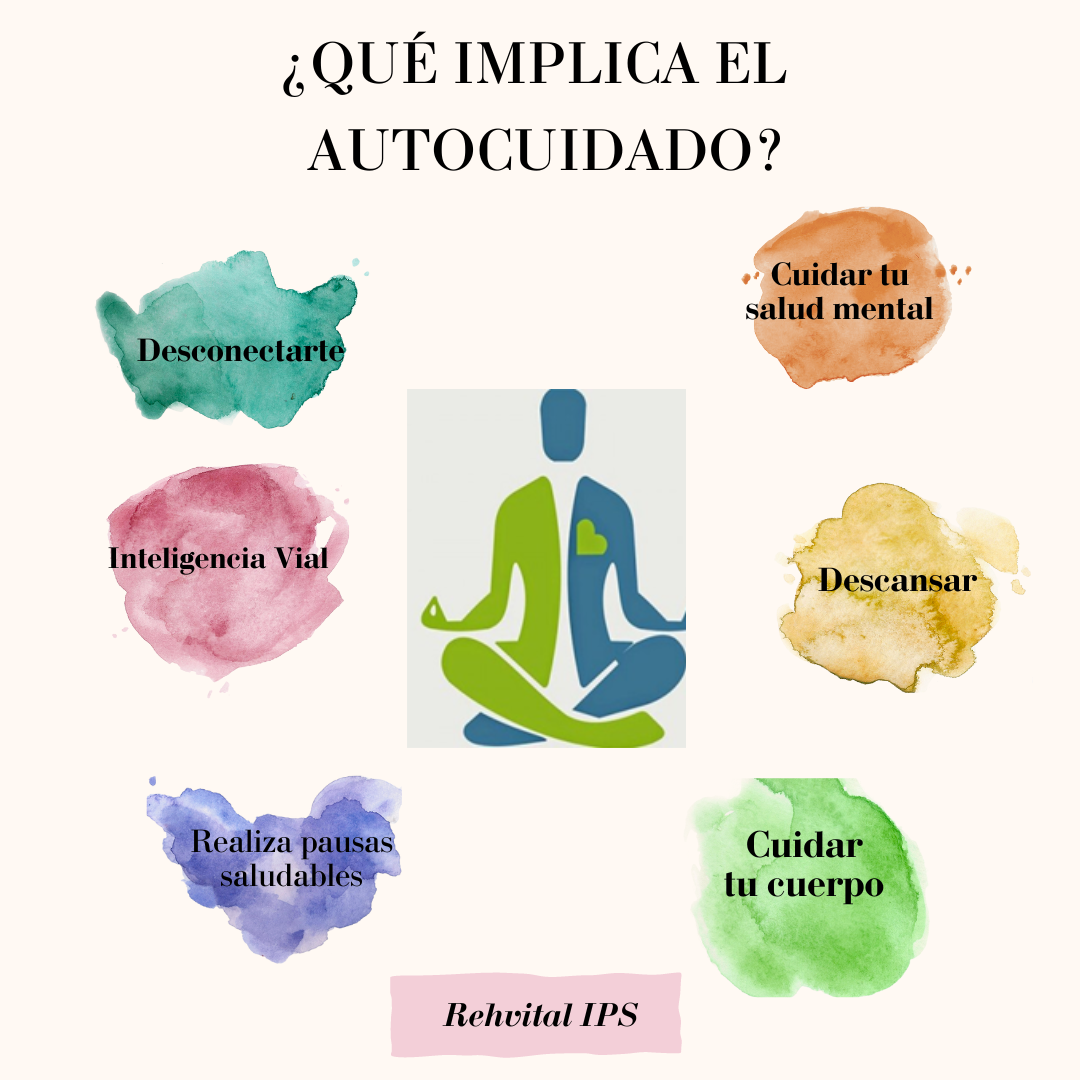 ¿QUÉ IMPLICA EL
AUTOCUIDADO?
Cuidar tu
salud mental
Desconectarte
Inteligencia Vial
Descansar
Realiza pausas
saludables
Cuidar
tu cuerpo
Rehvital IPS